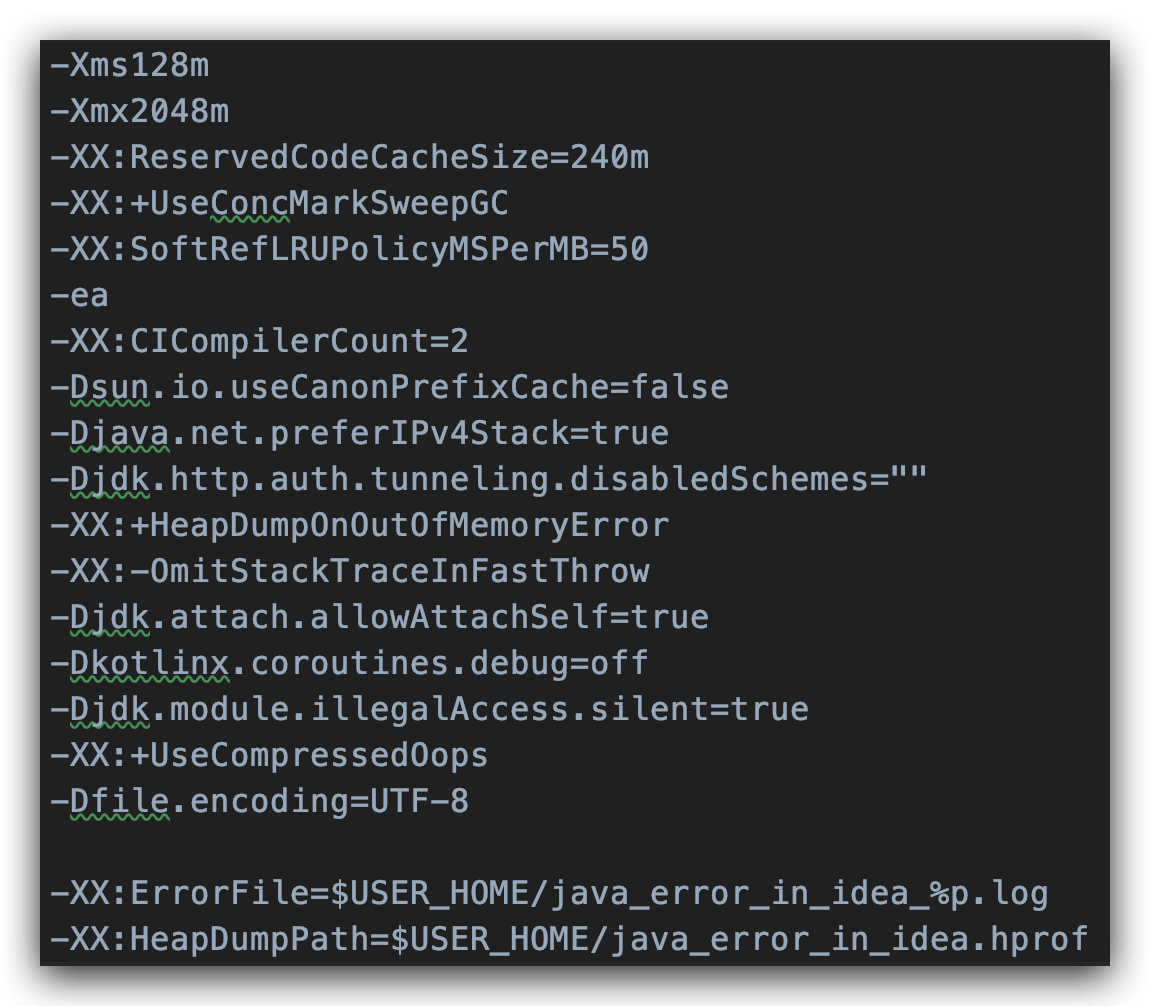 -Xms128m
-Xmx2048m
-XX:ReservedCodeCacheSize=240m
-XX:+UseConcMarkSweepGC
-XX:SoftRefLRUPolicyMSPerMB=50
-ea
-XX:CICompilerCount=2
-Dsun.io.useCanonPrefixCache=false
-Djava.net.preferIPv4Stack=true
-Djdk.http.auth.tunneling.disabledSchemes=""
-XX:+HeapDumpOnOutOfMemoryError
-XX:-OmitStackTraceInFastThrow
-Djdk.attach.allowAttachSelf=true
-Dkotlinx.coroutines.debug=off
-Djdk.module.illegalAccess.silent=true
-XX:+UseCompressedOops
-Dfile.encoding=UTF-8

-XX:ErrorFile=$USER_HOME/java_error_in_idea_%p.log
-XX:HeapDumpPath=$USER_HOME/java_error_in_idea.hprof